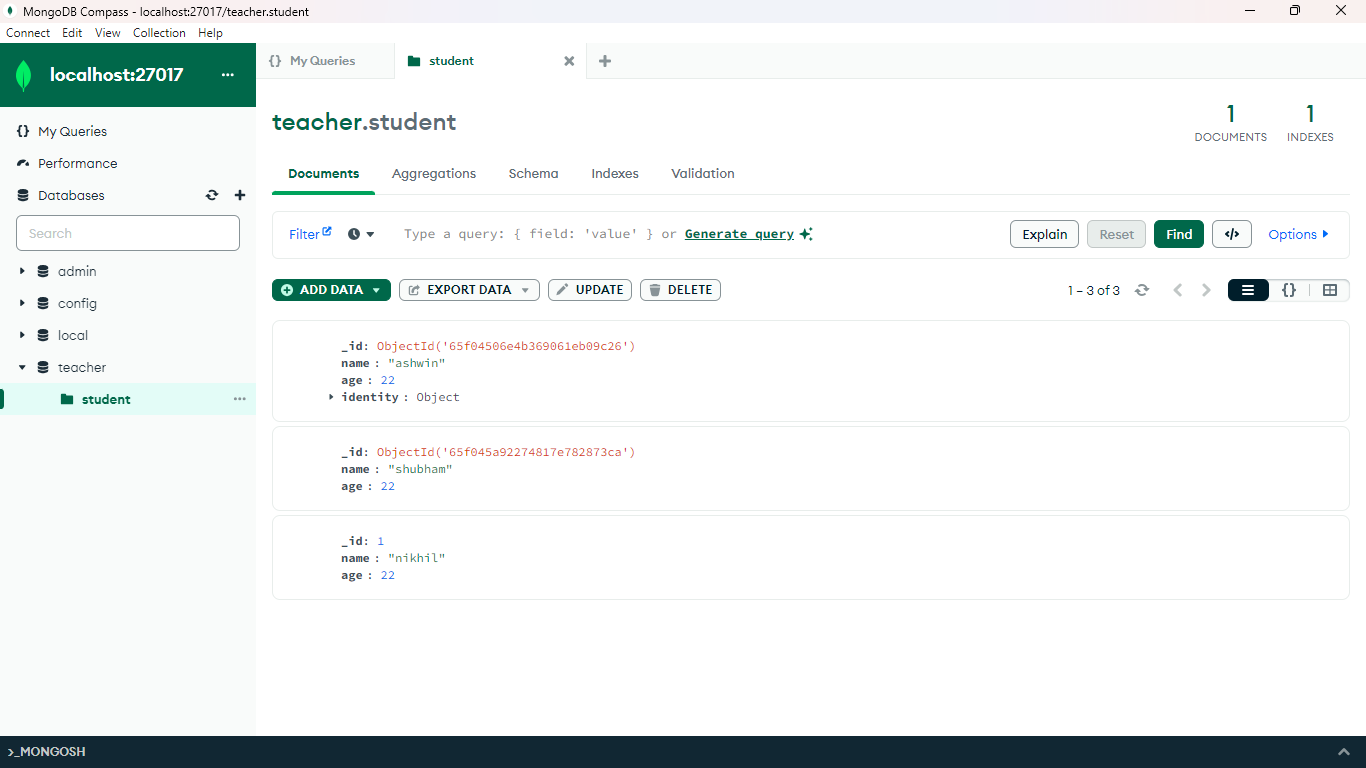 MongoDB Compass - localhost:27017/teacher.student
Connect Edit View Collection Help
localhost:27017
{} My Queries
student
My Queries
Performance
Databases
Search
admin
config
local
teacher
student
teacher.student
1 DOCUMENTS
1 INDEXES
Documents Aggregations Schema Indexes Validation
Filter Type a query: { field: 'value' } or Generate query Explain Reset Find </> Options
ADD DATA EXPORT DATA UPDATE DELETE 1 – 3 of 3 {}
_id: ObjectId('65f04506e4b369061eb09c26')
name : "ashwin"
age : 22
identity : Object
_id: ObjectId('65f045a92274817e782873ca')
name : "shubham"
age : 22
_id: 1
name : "nikhil"
age : 22
>_MONGOSH